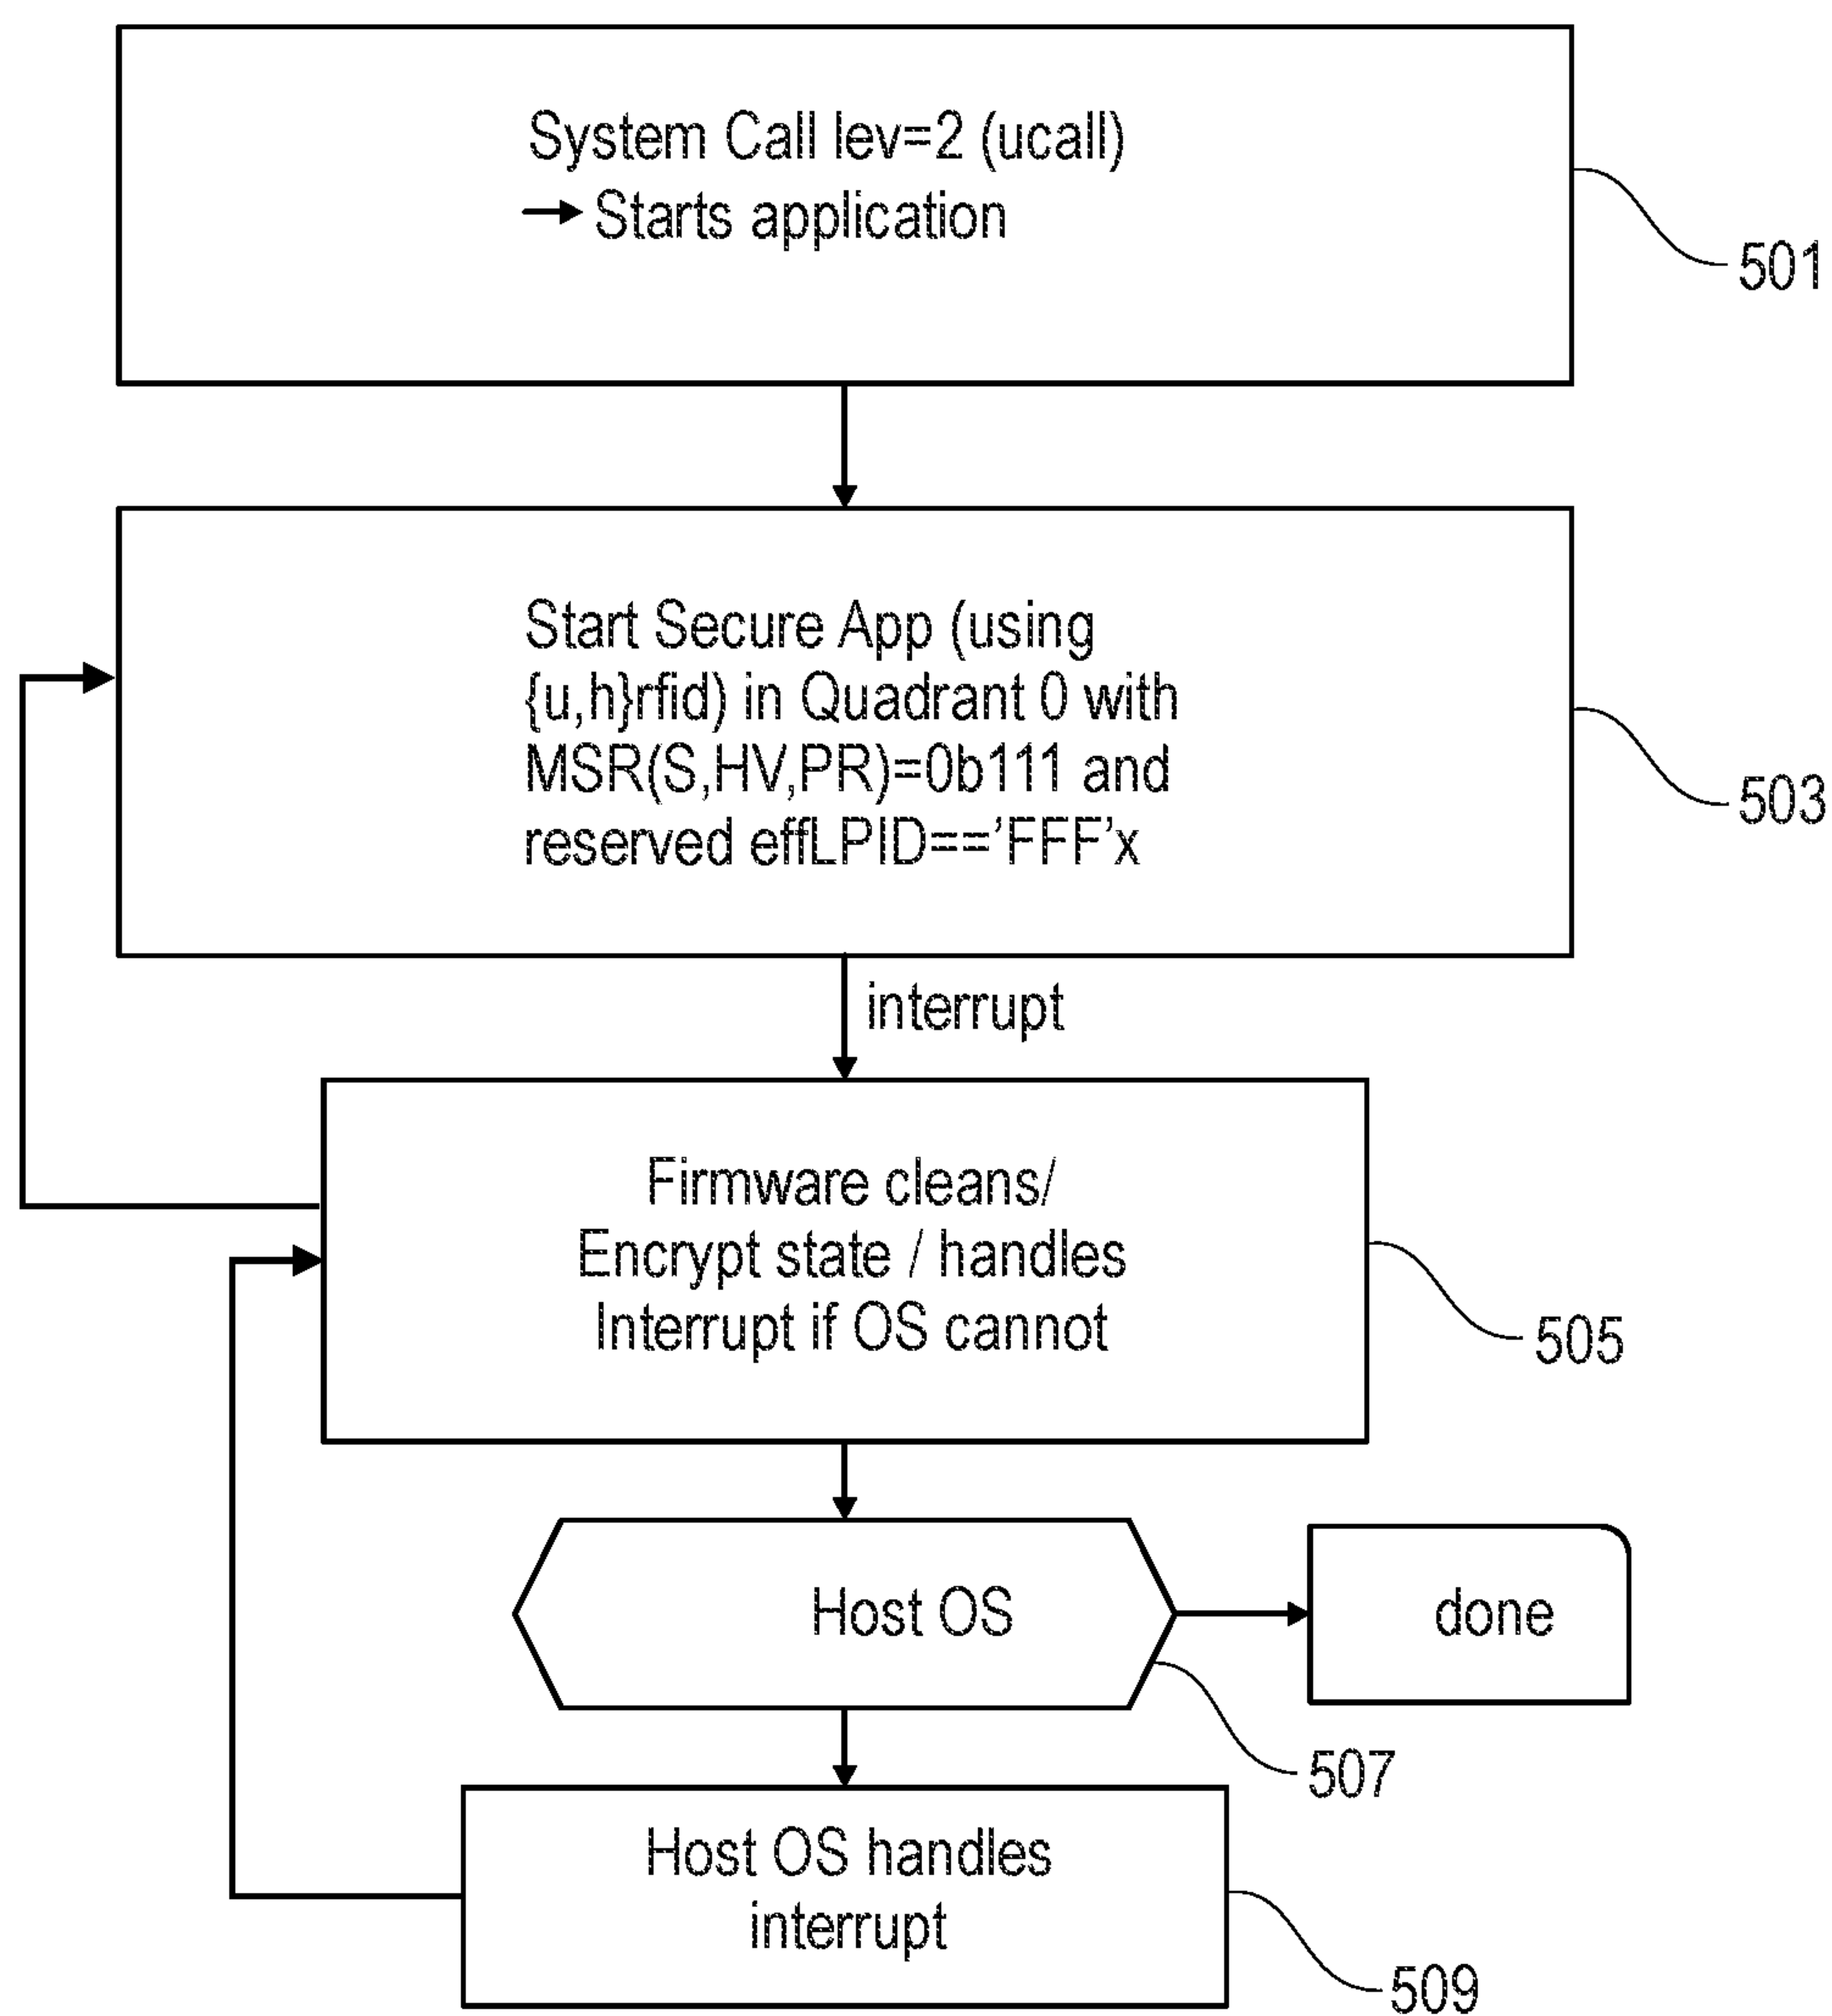 System Call lev=2 (ucall)
→ Starts application
501
Start Secure App (using
{u,h}rfid) in Quadrant 0 with
MSR(S,HV,PR)=0b111 and
reserved effLPID=='FFF'x
503
interrupt
Firmware cleans/
Encrypt state / handles
Interrupt if OS cannot
505
Host OS
done
507
Host OS handles
interrupt
509